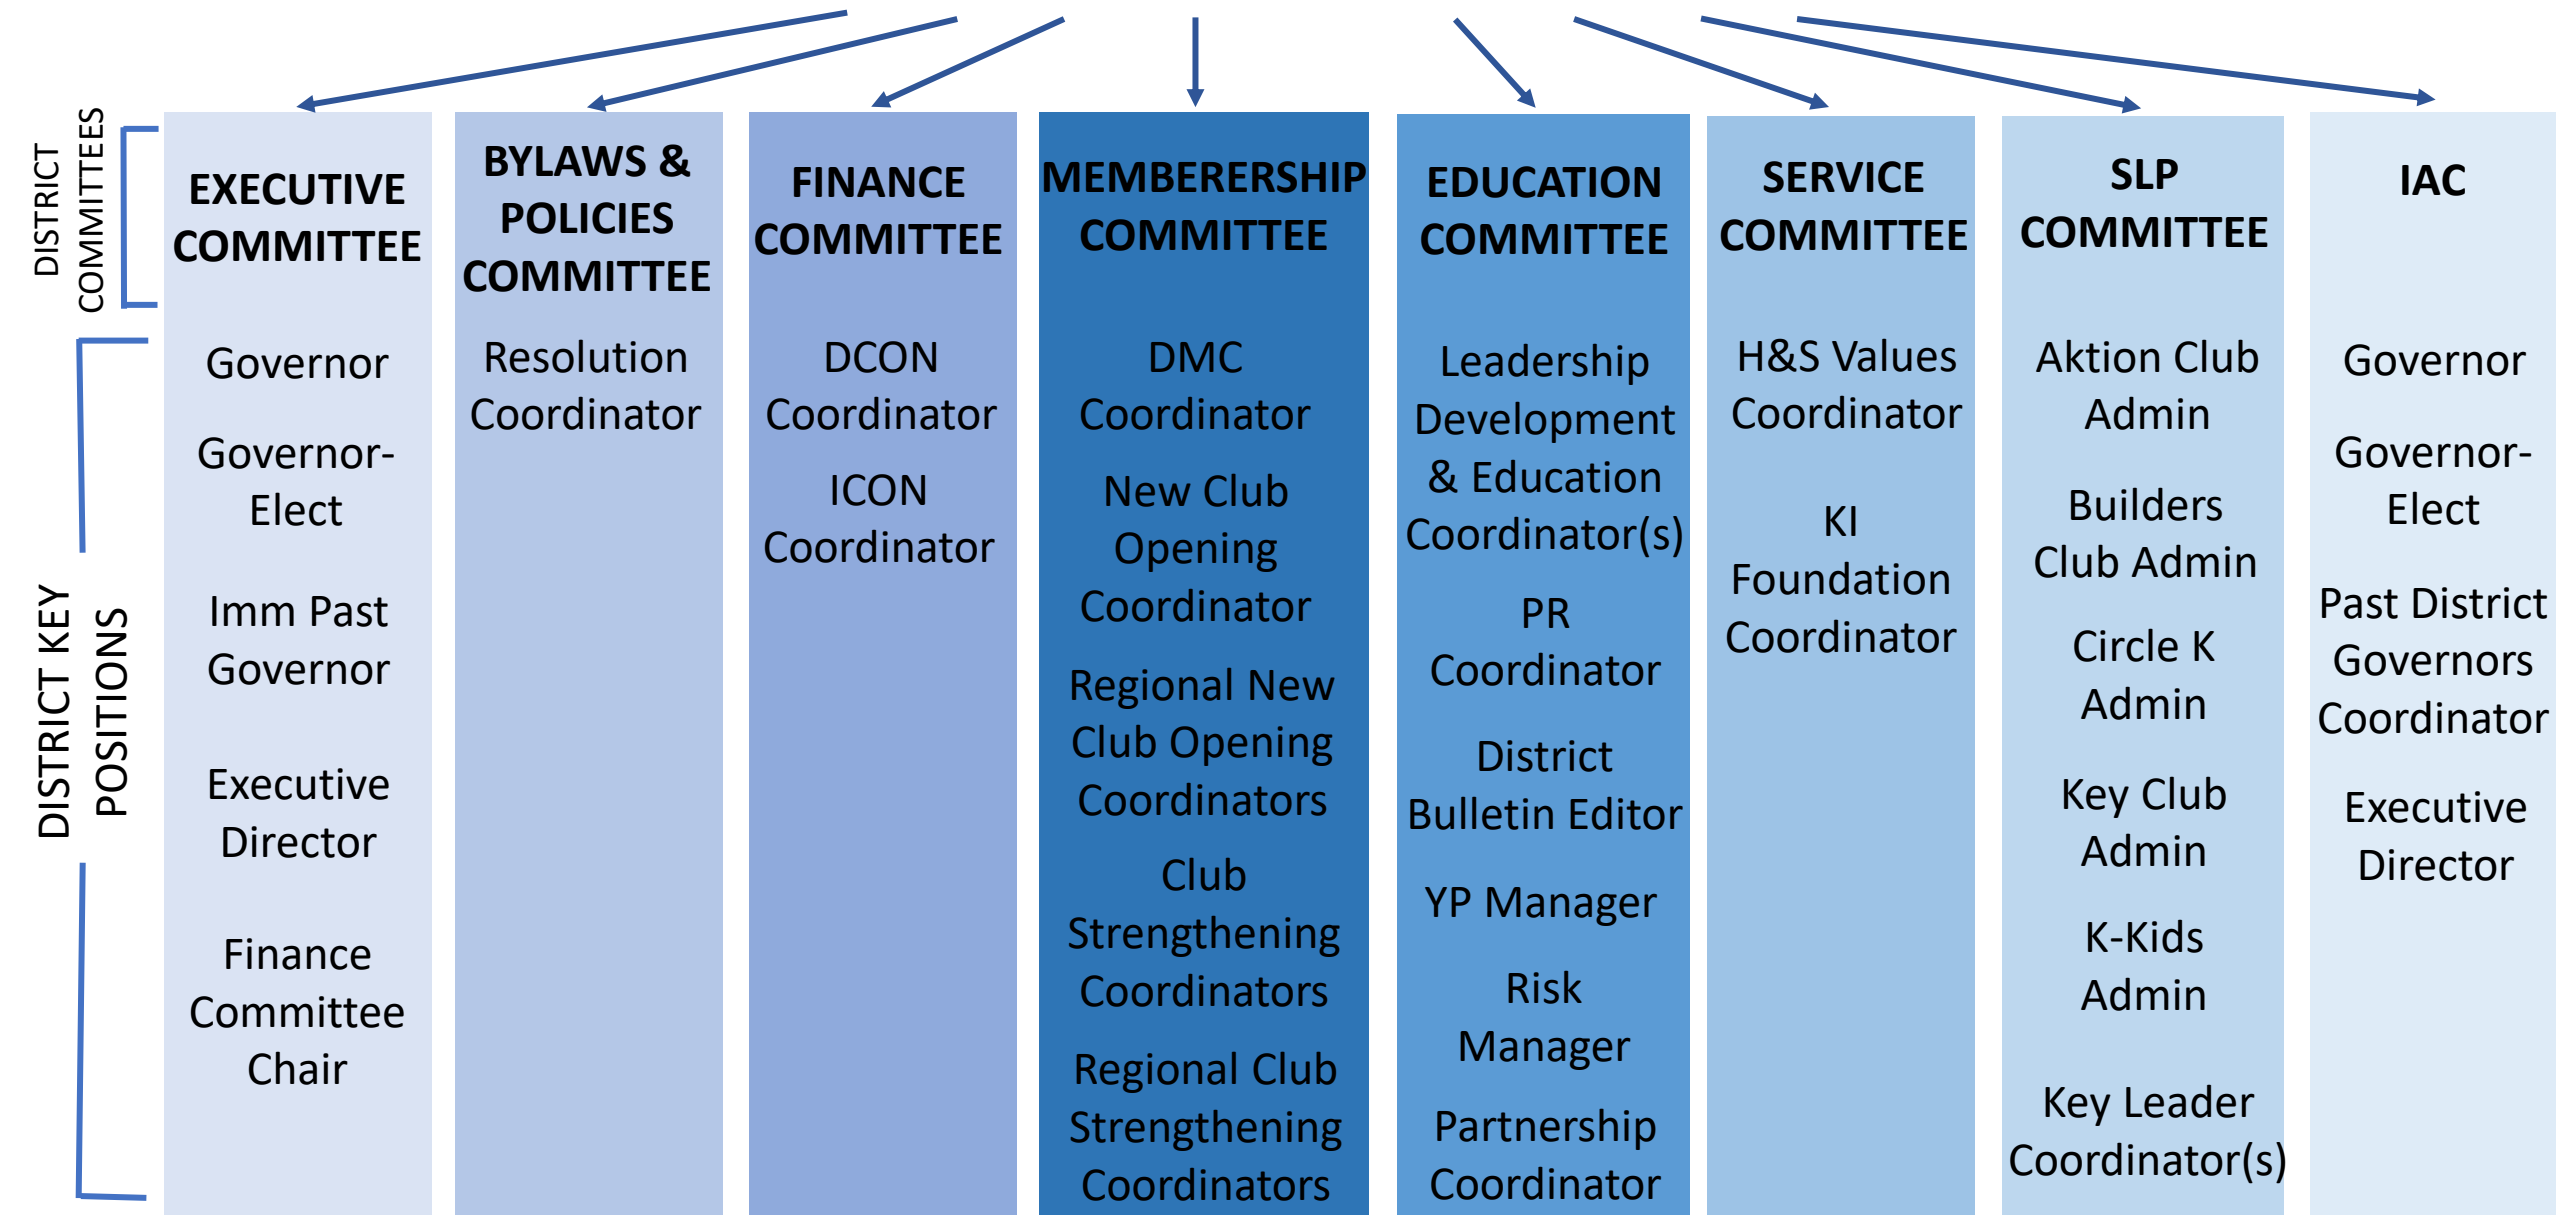 DISTRICT
COMMITTEES
DISTRICT KEY
POSITIONS
EXECUTIVE
COMMITTEE
Governor
Governor-
Elect
Imm Past
Governor
Executive
Director
Finance
Committee
Chair
BYLAWS &
POLICIES
COMMITTEE
Resolution
Coordinator
FINANCE
COMMITTEE
DCON
Coordinator
ICON
Coordinator
MEMBERERSHIP
COMMITTEE
DMC
Coordinator
New Club
Opening
Coordinator
Regional New
Club Opening
Coordinators
Club
Strengthening
Coordinators
Regional Club
Strengthening
Coordinators
EDUCATION
COMMITTEE
Leadership
Development
& Education
Coordinator(s)
PR
Coordinator
District
Bulletin Editor
YP Manager
Risk
Manager
Partnership
Coordinator
SERVICE
COMMITTEE
H&S Values
Coordinator
KI
Foundation
Coordinator
SLP
COMMITTEE
Aktion Club
Admin
Builders
Club Admin
Circle K
Admin
Key Club
Admin
K-Kids
Admin
Key Leader
Coordinator(s)
IAC
Governor
Governor-
Elect
Past District
Governors
Coordinator
Executive
Director